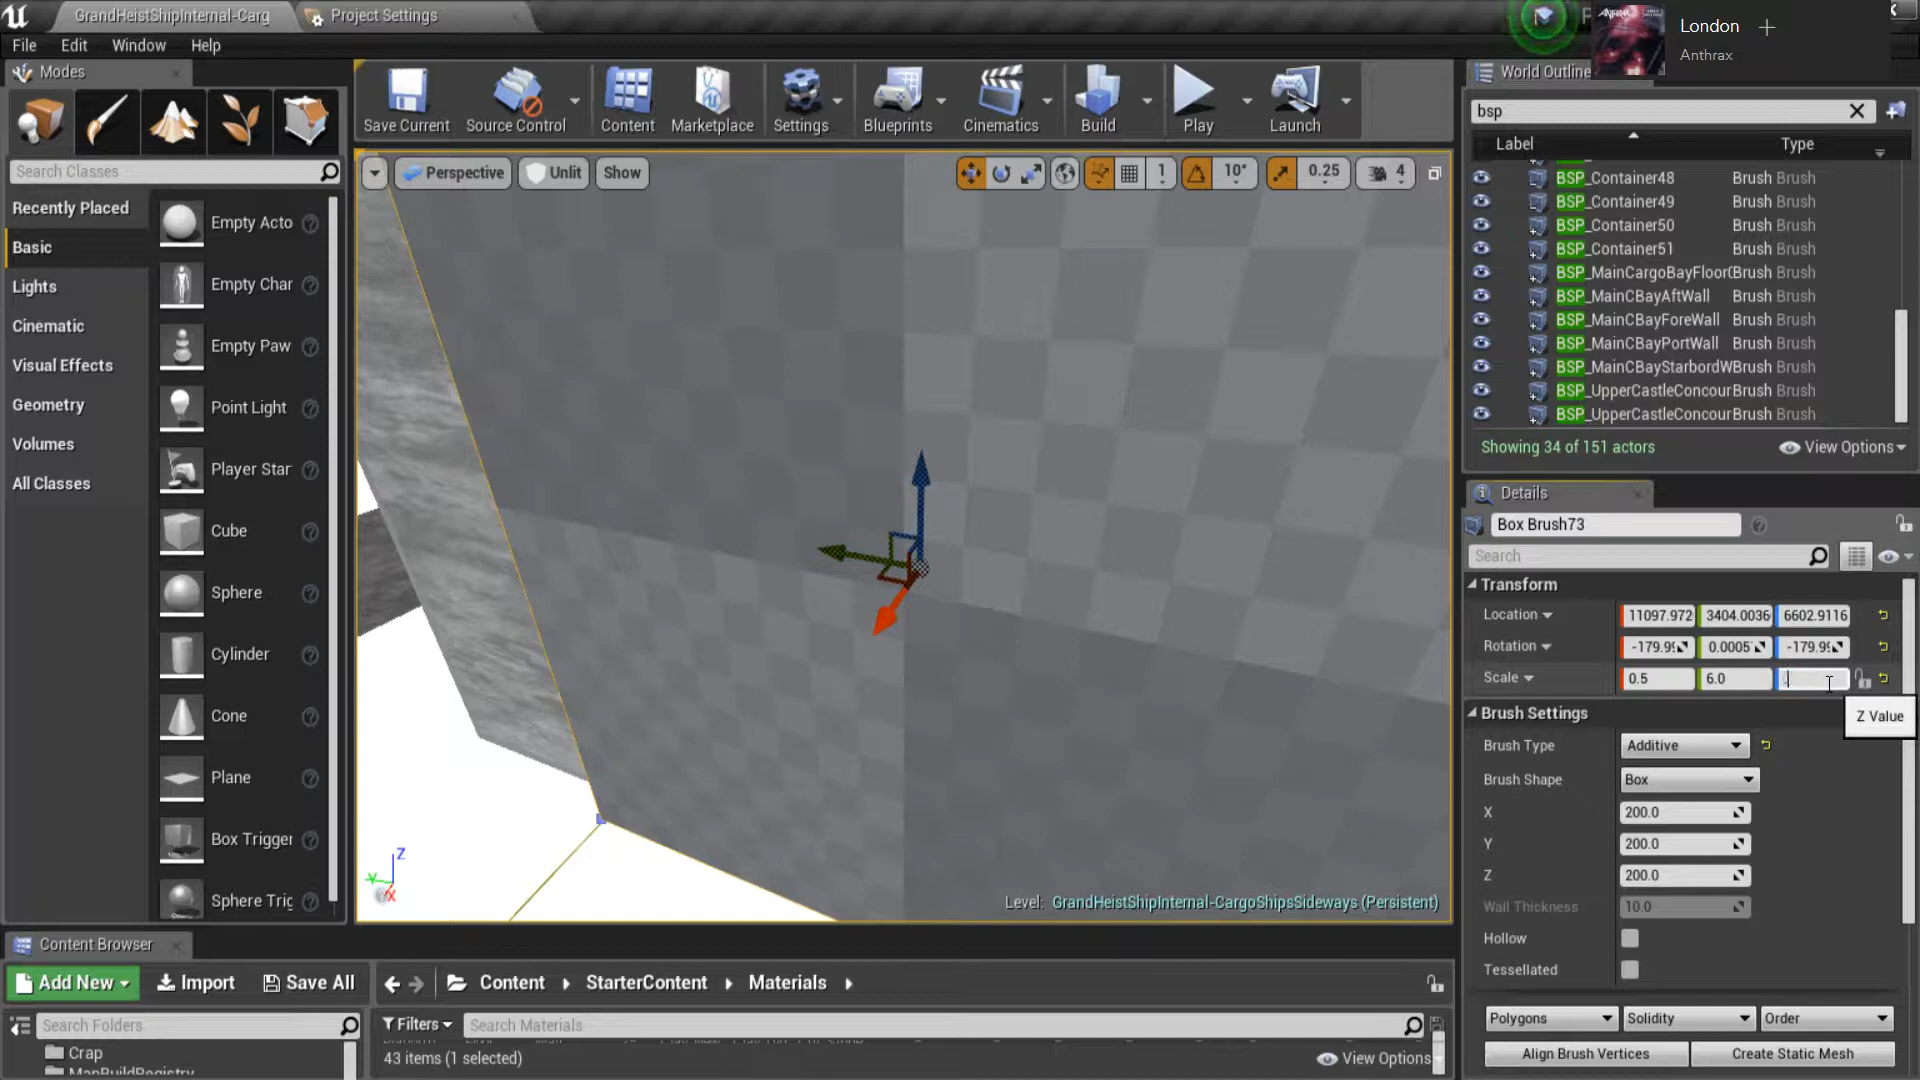 GrandHeistShipInternal-Carg
Project Settings
London
Anthrax
File Edit Window Help
Modes
Search Classes
Recently Placed
Basic
Lights
Cinematic
Visual Effects
Geometry
Volumes
All Classes
Empty Acto
Empty Char
Empty Paw
Point Light
Player Star
Cube
Sphere
Cylinder
Cone
Plane
Box Trigger
Sphere Trig
Save Current Source Control Content Marketplace Settings Blueprints Cinematics Build Play Launch
Perspective Unlit Show
1 10° 0.25 4
Z
Y
X
Level: GrandHeistShipInternal-CargoShipsSideways (Persistent)
World Outline
bsp
Label Type
BSP_Container48 Brush Brush
BSP_Container49 Brush Brush
BSP_Container50 Brush Brush
BSP_Container51 Brush Brush
BSP_MainCargoBayFloor Brush Brush
BSP_MainCBayAftWall Brush Brush
BSP_MainCBayForeWall Brush Brush
BSP_MainCBayPortWall Brush Brush
BSP_MainCBayStarbordW Brush Brush
BSP_UpperCastleConcour Brush Brush
BSP_UpperCastleConcour Brush Brush
Showing 34 of 151 actors View Options
Details
Box Brush73
Search
Transform
Location 11097.972 3404.0036 6602.9116
Rotation -179.99 0.0005 -179.99
Scale 0.5 6.0
Z Value
Brush Settings
Brush Type Additive
Brush Shape Box
X 200.0
Y 200.0
Z 200.0
Wall Thickness 10.0
Hollow
Tessellated
Polygons Solidity Order
Align Brush Vertices Create Static Mesh
Content Browser
Add New Import Save All Content StarterContent Materials
Search Folders
Crap
MapBuildRegistry
Filters Search Materials
43 items (1 selected) View Options